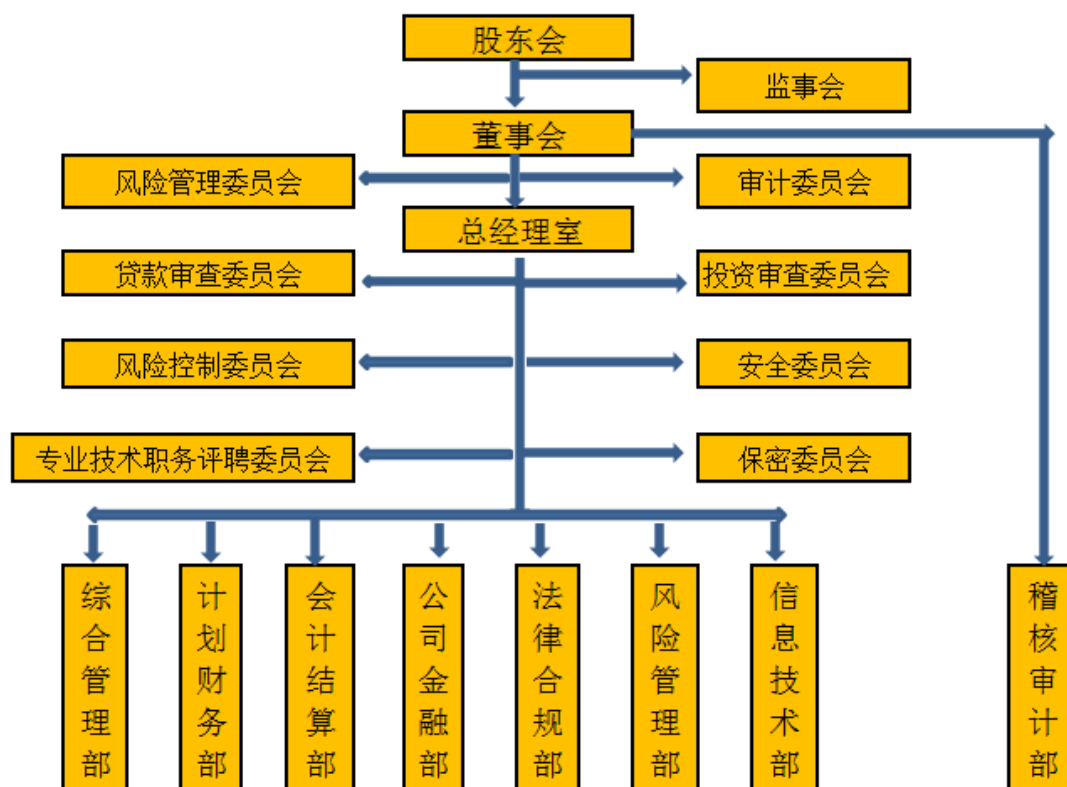 股东会
监事会
董事会
风险管理委员会
审计委员会
总经理室
贷款审查委员会
投资审查委员会
风险控制委员会
安全委员会
专业技术职务评聘委员会
保密委员会
综合管理部
计划财务部
会计结算部
公司金融部
法律合规部
风险管理部
信息技术部
稽核审计部